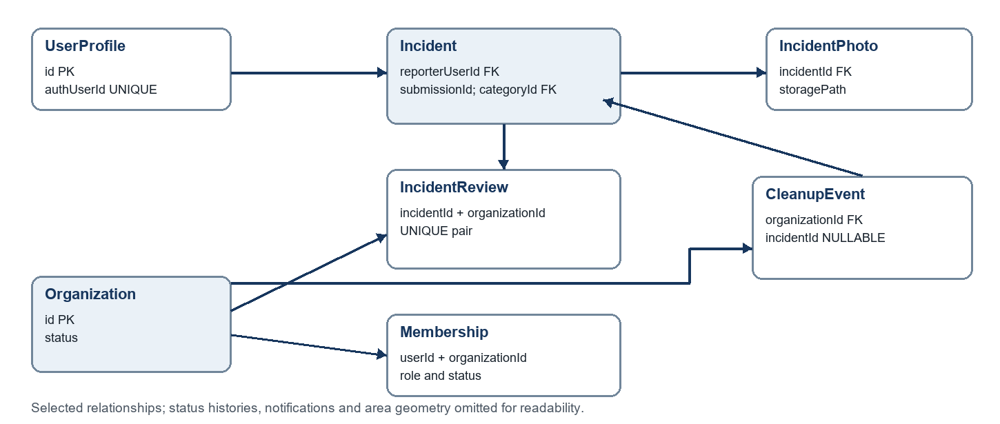 UserProfile
id PK
authUserId UNIQUE
Incident
reporterUserId FK
submissionId; categoryId FK
IncidentPhoto
incidentId FK
storagePath
IncidentReview
incidentId + organizationId
UNIQUE pair
CleanupEvent
organizationId FK
incidentId NULLABLE
Organization
id PK
status
Membership
userId + organizationId
role and status
Selected relationships; status histories, notifications and area geometry omitted for readability.